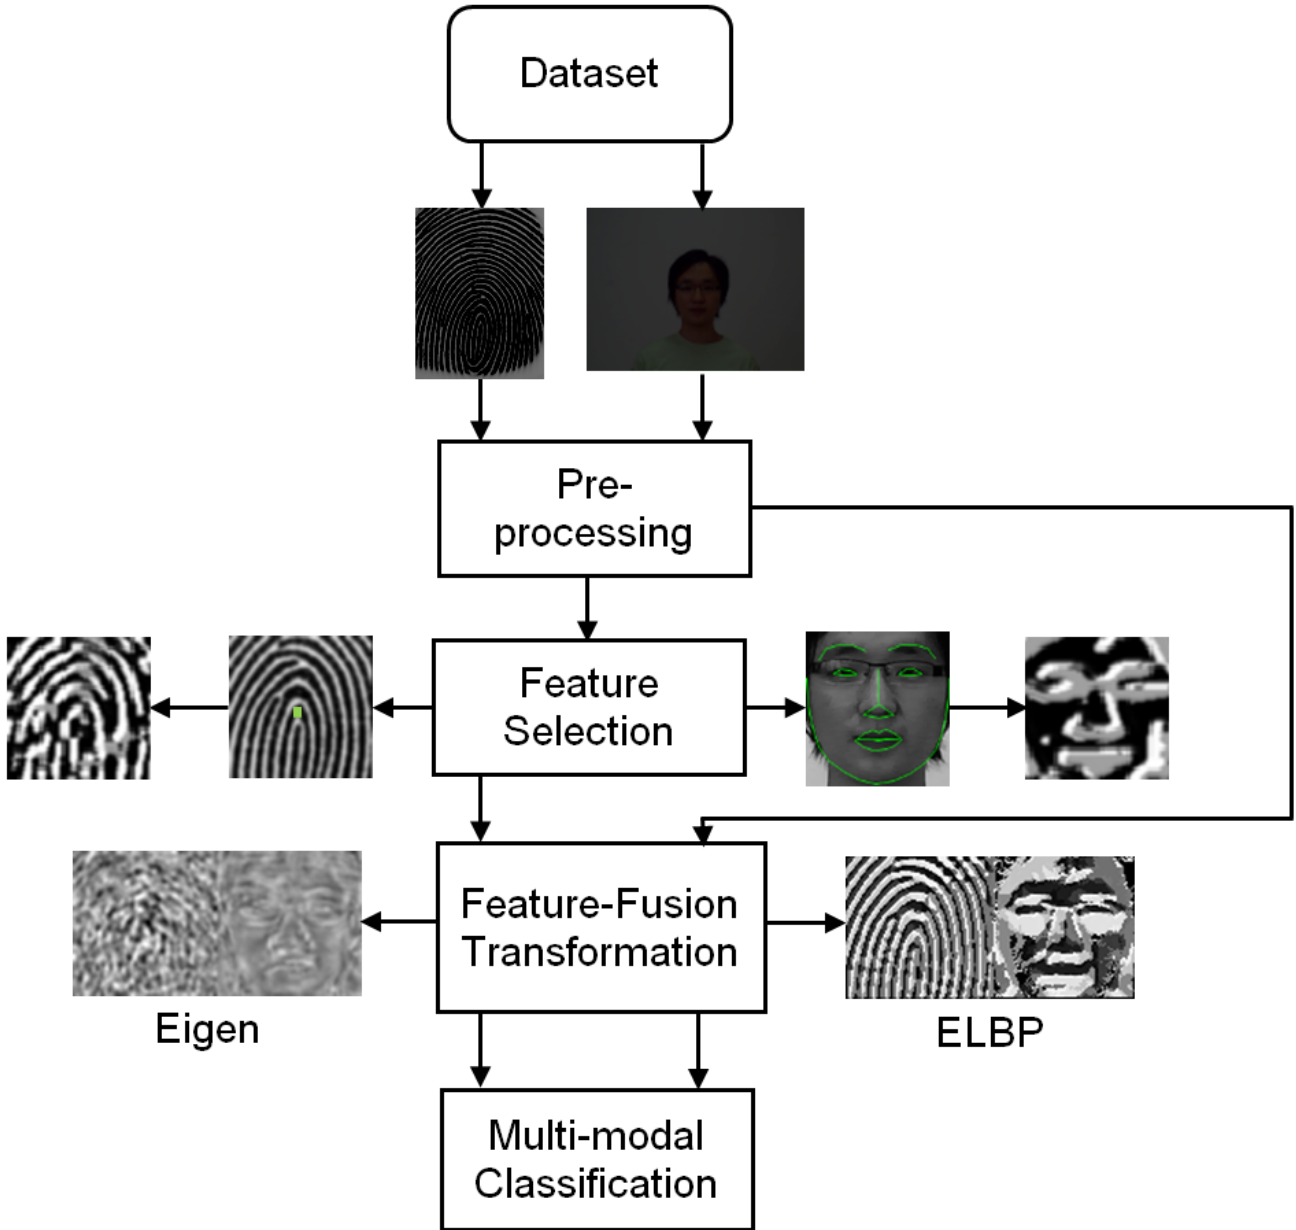 Dataset
Pre-
processing
Feature
Selection
Feature-Fusion
Transformation
Eigen
ELBP
Multi-modal
Classification